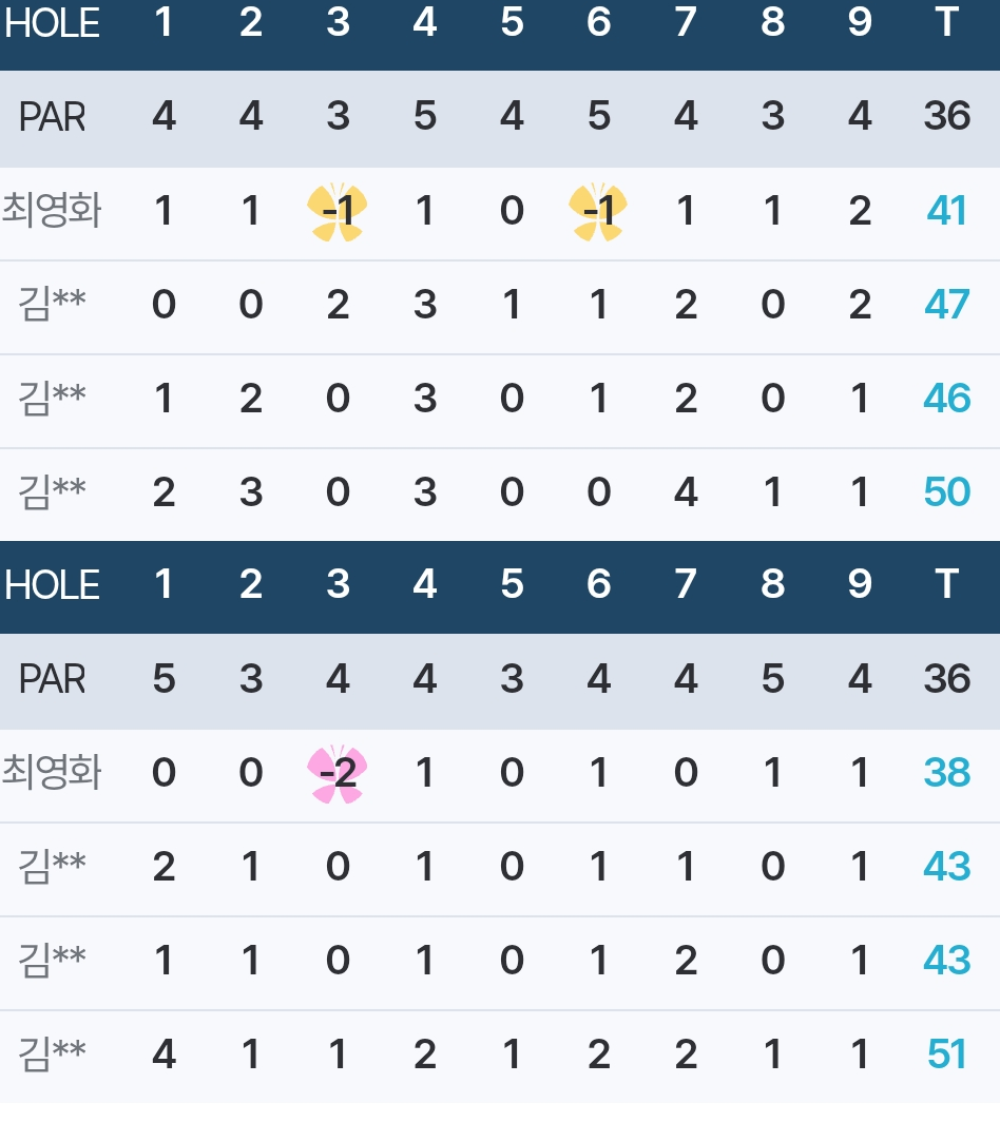 HOLE 1 2 3 4 5 6 7 8 9 T
PAR 4 4 3 5 4 5 4 3 4 36
최영화 1 1 -1 1 0 -1 1 1 2 41
김** 0 0 2 3 1 1 2 0 2 47
김** 1 2 0 3 0 1 2 0 1 46
김** 2 3 0 3 0 0 4 1 1 50
HOLE 1 2 3 4 5 6 7 8 9 T
PAR 5 3 4 4 3 4 4 5 4 36
최영화 0 0 -2 1 0 1 0 1 1 38
김** 2 1 0 1 0 1 1 0 1 43
김** 1 1 0 1 0 1 2 0 1 43
김** 4 1 1 2 1 2 2 1 1 51